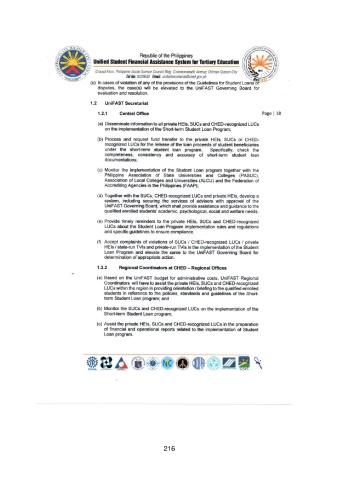 Republic of the Philippines
Unified Student Financial Assistance System for Tertiary Education
(c) In cases of violation of any of the provisions of the Guidelines for Student Loans or
disputes, the case(s) will be elevated to the UniFAST Governing Board for
evaluation and resolution.
1.2 UniFAST Secretariat
1.2.1 Central Office
Page | 18
(a) Disseminate information to all private HEIs, SUCs and CHED-recognized LUCs
on the implementation of the Short-term Student Loan Program;
(b) Process and request fund transfer to the private HEIs, SUCs or CHED-
recognized LUCs for the release of the loan proceeds of student beneficiaries
under the short-term student loan program. Specifically, check the
completeness, consistency and accuracy of short-term student loan
documentations;
(c) Monitor the implementation of the Student Loan program together with the
Philippine Association of State Universities and Colleges (PASUC),
Association of Local Colleges and Universities (ALCU) and the Federation of
Accrediting Agencies in the Philippines (FAAP);
(d) Together with the SUCs, CHED-recognized LUCs and private HEIs, develop a
system, including securing the services of advisers with approval of the
UniFAST Governing Board, which shall provide assistance and guidance to the
qualified enrolled students' academic, psychological, social and welfare needs.
(e) Provide timely reminders to the private HEIs, SUCs and CHED-recognized
LUCs about the Student Loan Program implementation rules and regulations
and specific guidelines to ensure compliance.
(f) Accept complaints of violations of SUCs / CHED-recognized LUCs / private
HEIs / state-run TVIs and private-run TVIs in the implementation of the Student
Loan Program and elevate the same to the UniFAST Governing Board for
determination of appropriate action.
1.2.2 Regional Coordinators at CHED – Regional Offices
(a) Based on the UniFAST budget for administrative costs, UniFAST Regional
Coordinators will have to assist the private HEIs, SUCs and CHED-recognized
LUCs within the region in providing orientation / briefing to the qualified enrolled
students in reference to the policies, standards and guidelines of the Short-
term Student Loan program; and
(b) Monitor the SUCs and CHED-recognized LUCs on the implementation of the
Short-term Student Loan program;
(c) Assist the private HEIs, SUCs and CHED-recognized LUCs in the preparation
of financial and operational reports related to the implementation of Student
Loan program.
216